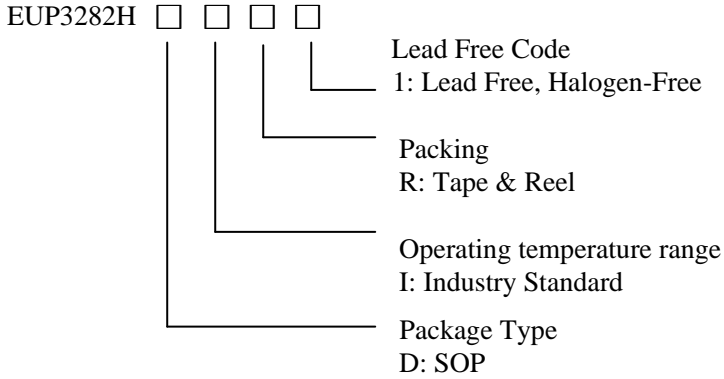 EUP3282H □ □ □ □
Lead Free Code
1: Lead Free, Halogen-Free
Packing
R: Tape & Reel
Operating temperature range
I: Industry Standard
Package Type
D: SOP